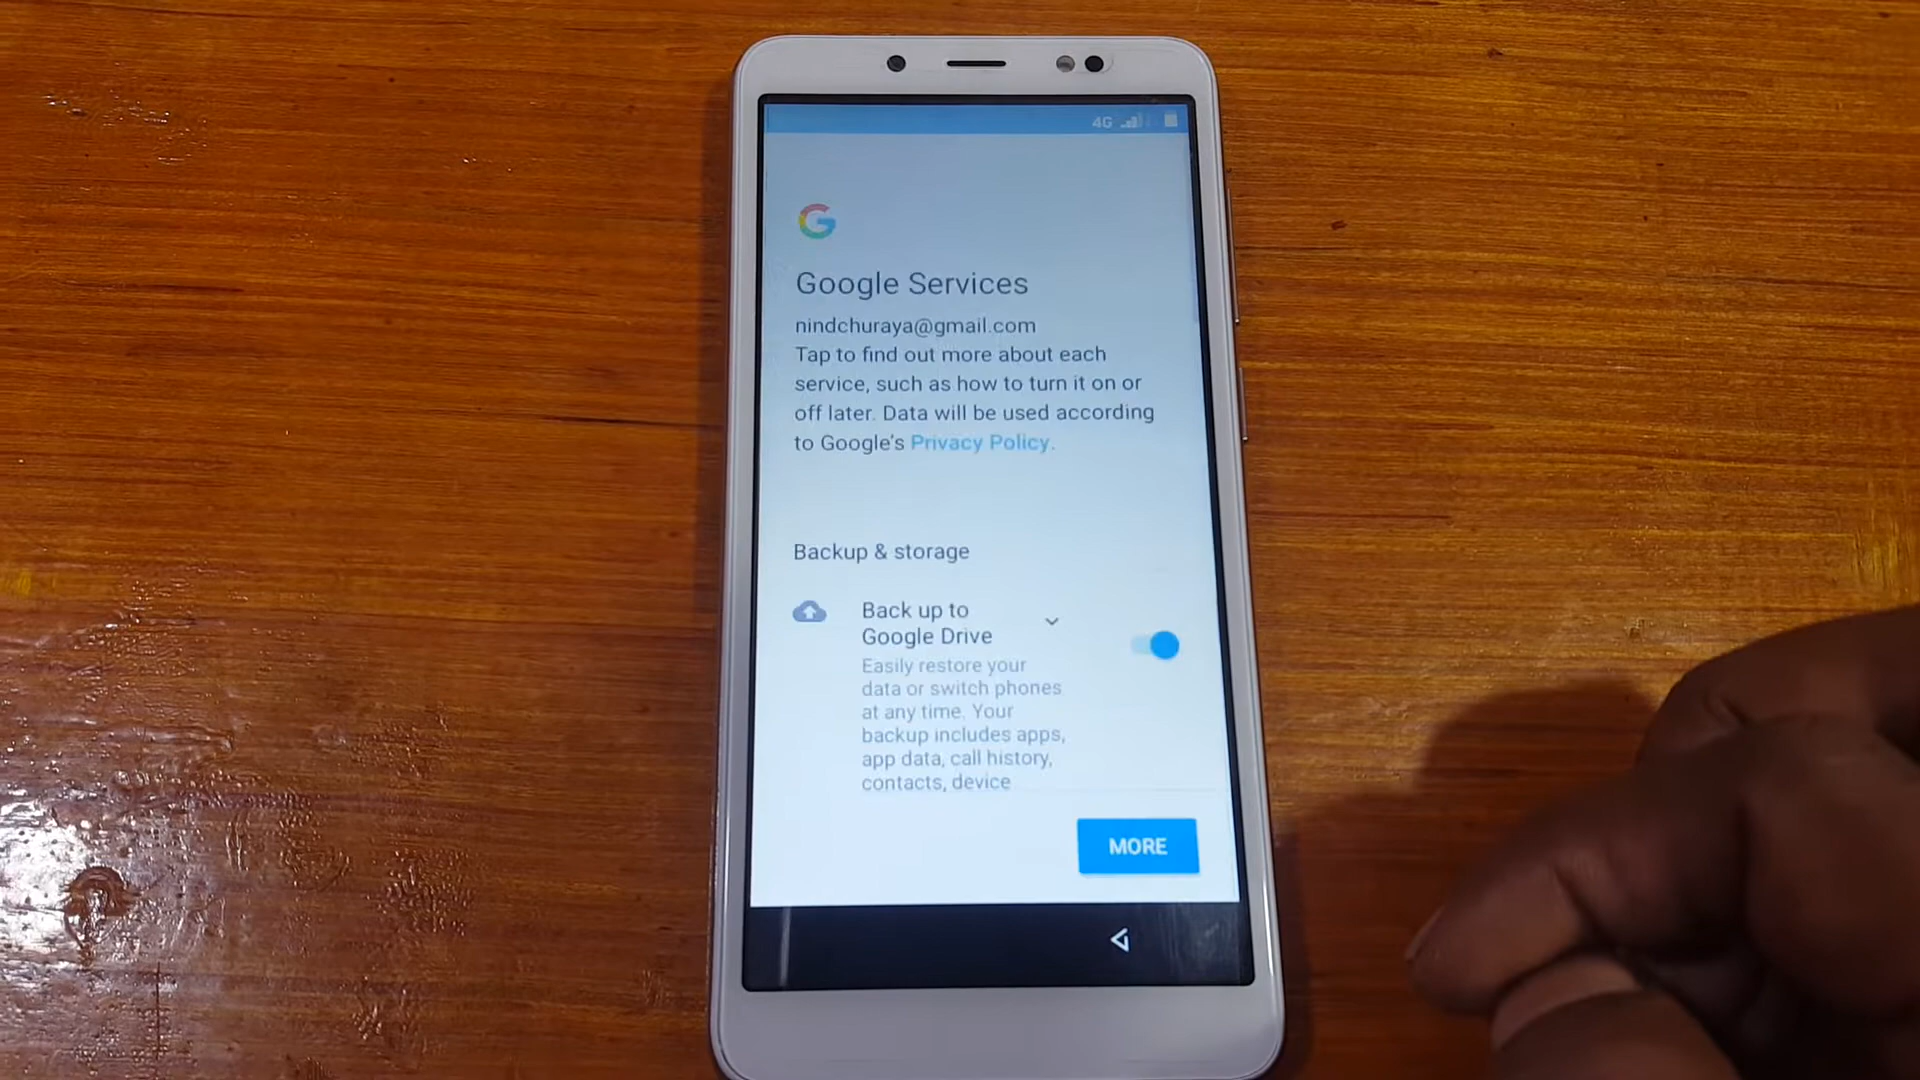 4G
Google Services
nindchuraya@gmail.com
Tap to find out more about each
service, such as how to turn it on or
off later. Data will be used according
to Google's Privacy Policy.
Backup & storage
Back up to
Google Drive
Easily restore your
data or switch phones
at any time. Your
backup includes apps,
app data, call history,
contacts, device
MORE